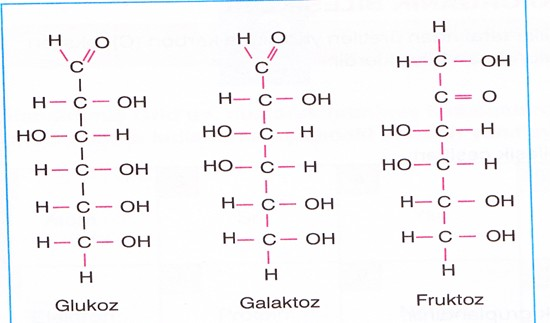 H O
C
H—C—OH
HO—C—H
H—C—OH
H—C—OH
H—C—OH
H
Glukoz
H O
C
H—C—OH
HO—C—H
HO—C—H
H—C—OH
H—C—OH
H
Galaktoz
H
H—C—OH
C=O
HO—C—H
HO—C—H
H—C—OH
H—C—OH
H
Fruktoz